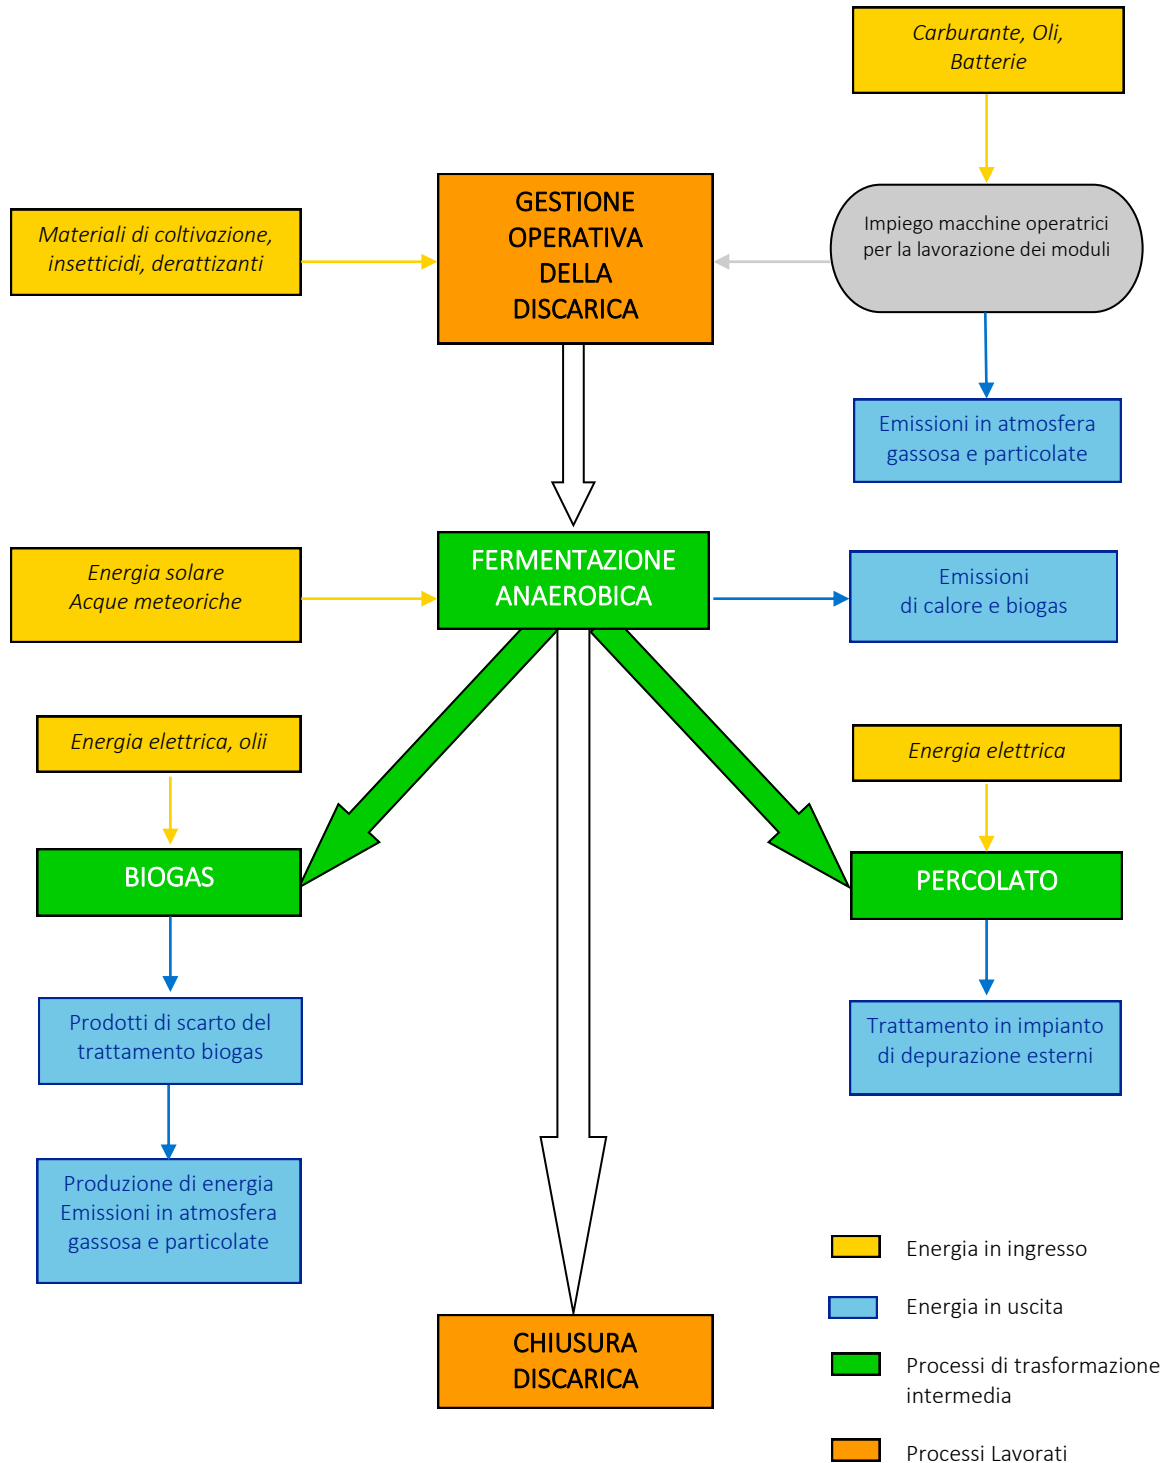 Carburante, Oli,
Batterie
GESTIONE
OPERATIVA
DELLA
DISCARICA
Materiali di coltivazione,
insetticidi, derattizanti
Impiego macchine operatrici
per la lavorazione dei moduli
Emissioni in atmosfera
gassosa e particolate
FERMENTAZIONE
ANAEROBICA
Energia solare
Acque meteoriche
Emissioni
di calore e biogas
Energia elettrica, olii
Energia elettrica
BIOGAS
PERCOLATO
Prodotti di scarto del
trattamento biogas
Trattamento in impianto
di depurazione esterni
Produzione di energia
Emissioni in atmosfera
gassosa e particolate
CHIUSURA
DISCARICA
Energia in ingresso
Energia in uscita
Processi di trasformazione
intermedia
Processi Lavorati